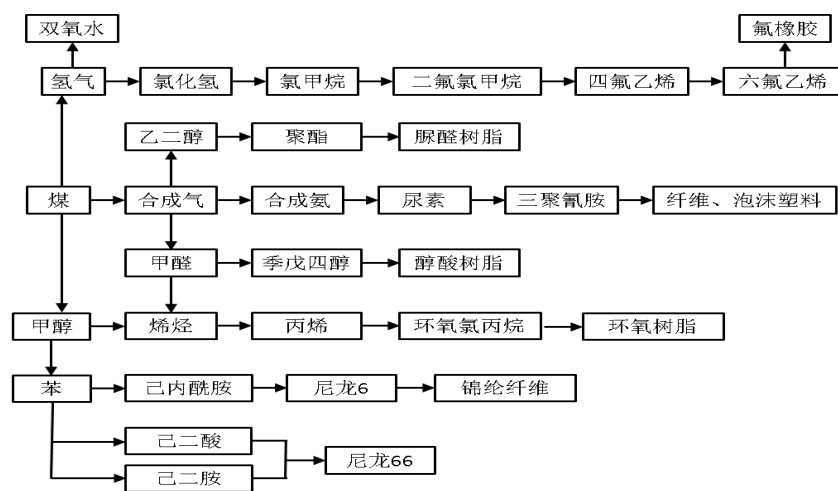 双氧水
氟橡胶
氢气
氯化氢
氯甲烷
二氟氯甲烷
四氟乙烯
六氟乙烯
乙二醇
聚酯
脲醛树脂
煤
合成气
合成氨
尿素
三聚氰胺
纤维、泡沫塑料
甲醛
季戊四醇
醇酸树脂
甲醇
烯烃
丙烯
环氧氯丙烷
环氧树脂
苯
己内酰胺
尼龙6
锦纶纤维
己二酸
尼龙66
己二胺